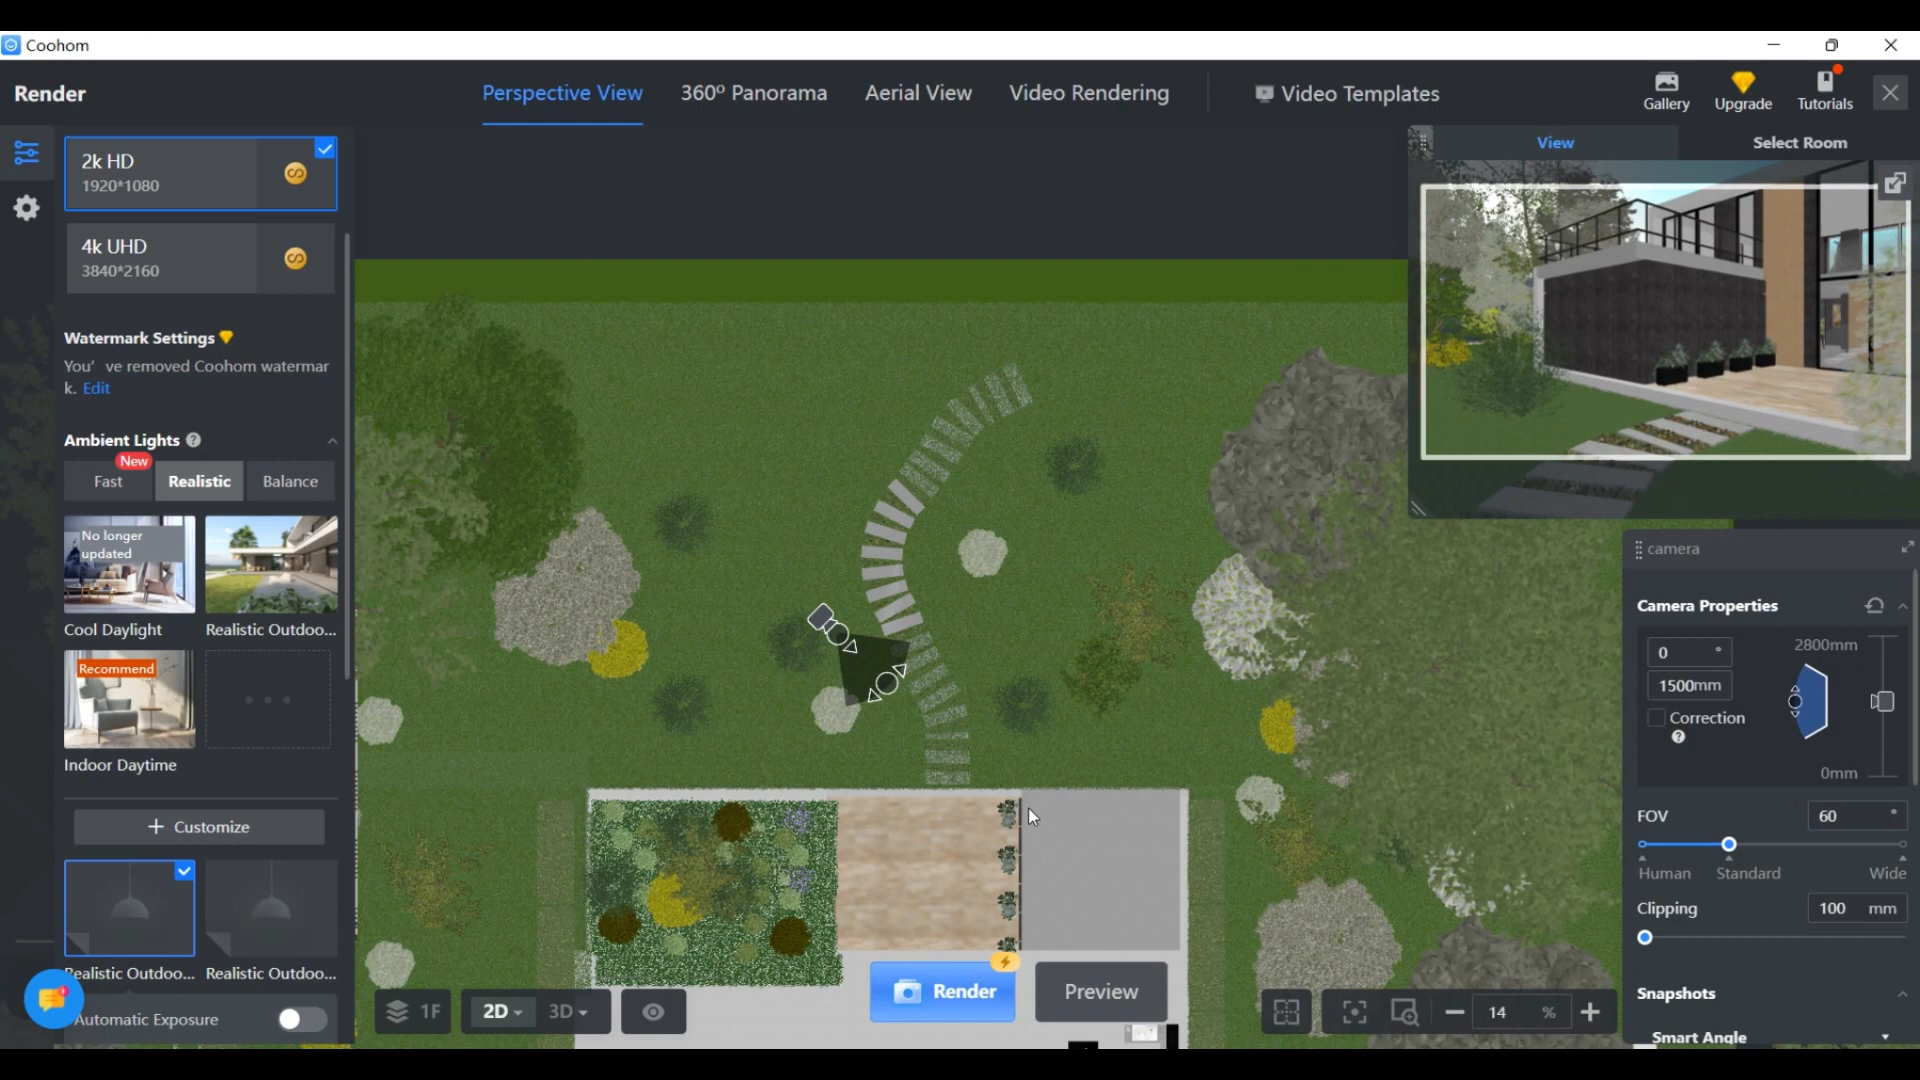 Coohom
Render
Perspective View
360º Panorama
Aerial View
Video Rendering
Video Templates
Gallery
Upgrade
Tutorials
2k HD
1920*1080
4k UHD
3840*2160
Watermark Settings
You' ve removed Coohom watermar
k. Edit
Ambient Lights
New
Fast
Realistic
Balance
No longer
updated
Cool Daylight
Realistic Outdoo...
Recommend
Indoor Daytime
+ Customize
Realistic Outdoo...
Realistic Outdoo...
Automatic Exposure
1F
2D
3D
Render
Preview
14 %
View
Select Room
camera
Camera Properties
0 °
2800mm
1500mm
Correction
0mm
FOV
60 °
Human
Standard
Wide
Clipping
100 mm
Snapshots
Smart Angle